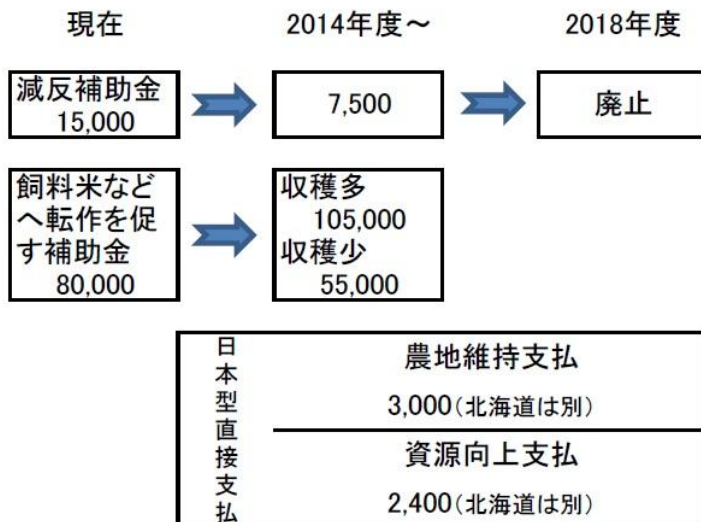 現在
2014年度~
2018年度
減反補助金
15,000
7,500
廃止
飼料米など
へ転作を促
す補助金
80,000
収穫多
105,000
収穫少
55,000
日本型直接支払
農地維持支払
3,000(北海道は別)
資源向上支払
2,400(北海道は別)